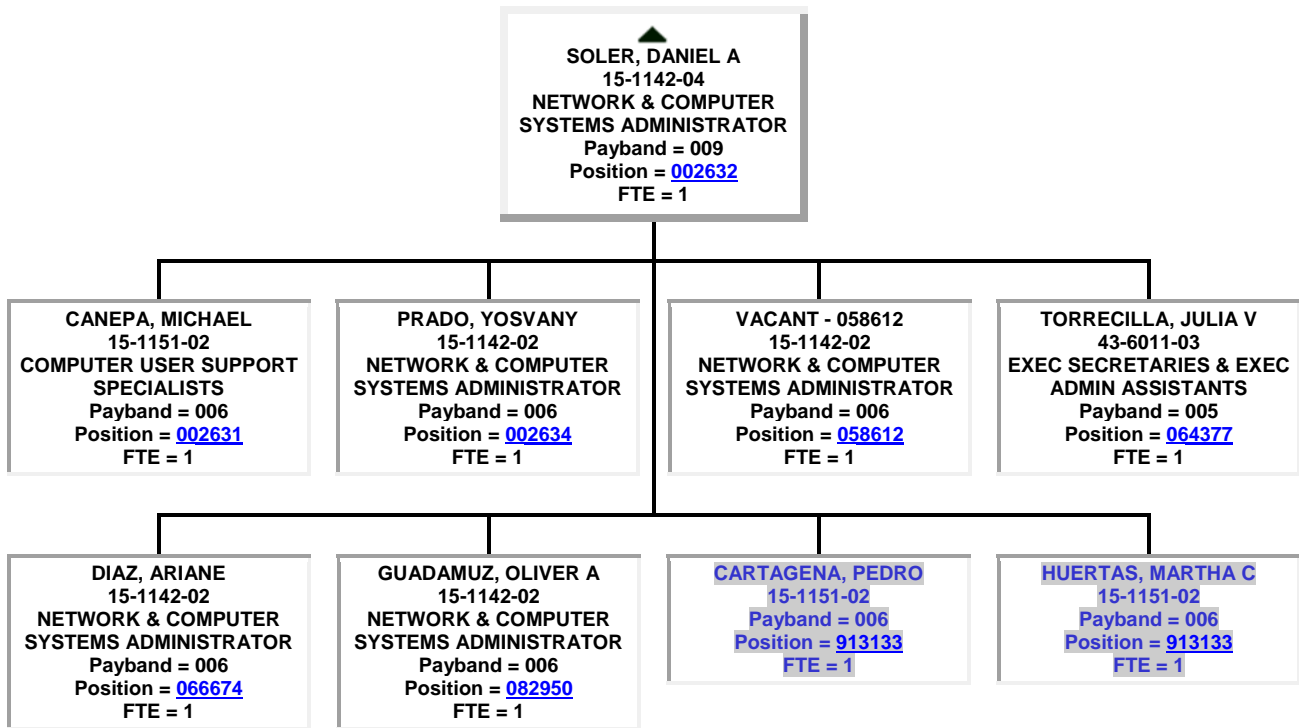 SOLER, DANIEL A
15-1142-04
NETWORK & COMPUTER
SYSTEMS ADMINISTRATOR
Payband = 009
Position = 002632
FTE = 1
CANEPA, MICHAEL
15-1151-02
COMPUTER USER SUPPORT
SPECIALISTS
Payband = 006
Position = 002631
FTE = 1
PRADO, YOSVANY
15-1142-02
NETWORK & COMPUTER
SYSTEMS ADMINISTRATOR
Payband = 006
Position = 002634
FTE = 1
VACANT - 058612
15-1142-02
NETWORK & COMPUTER
SYSTEMS ADMINISTRATOR
Payband = 006
Position = 058612
FTE = 1
TORRECILLA, JULIA V
43-6011-03
EXEC SECRETARIES & EXEC
ADMIN ASSISTANTS
Payband = 005
Position = 064377
FTE = 1
DIAZ, ARIANE
15-1142-02
NETWORK & COMPUTER
SYSTEMS ADMINISTRATOR
Payband = 006
Position = 066674
FTE = 1
GUADAMUZ, OLIVER A
15-1142-02
NETWORK & COMPUTER
SYSTEMS ADMINISTRATOR
Payband = 006
Position = 082950
FTE = 1
CARTAGENA, PEDRO
15-1151-02
Payband = 006
Position = 913133
FTE = 1
HUERTAS, MARTHA C
15-1151-02
Payband = 006
Position = 913133
FTE = 1